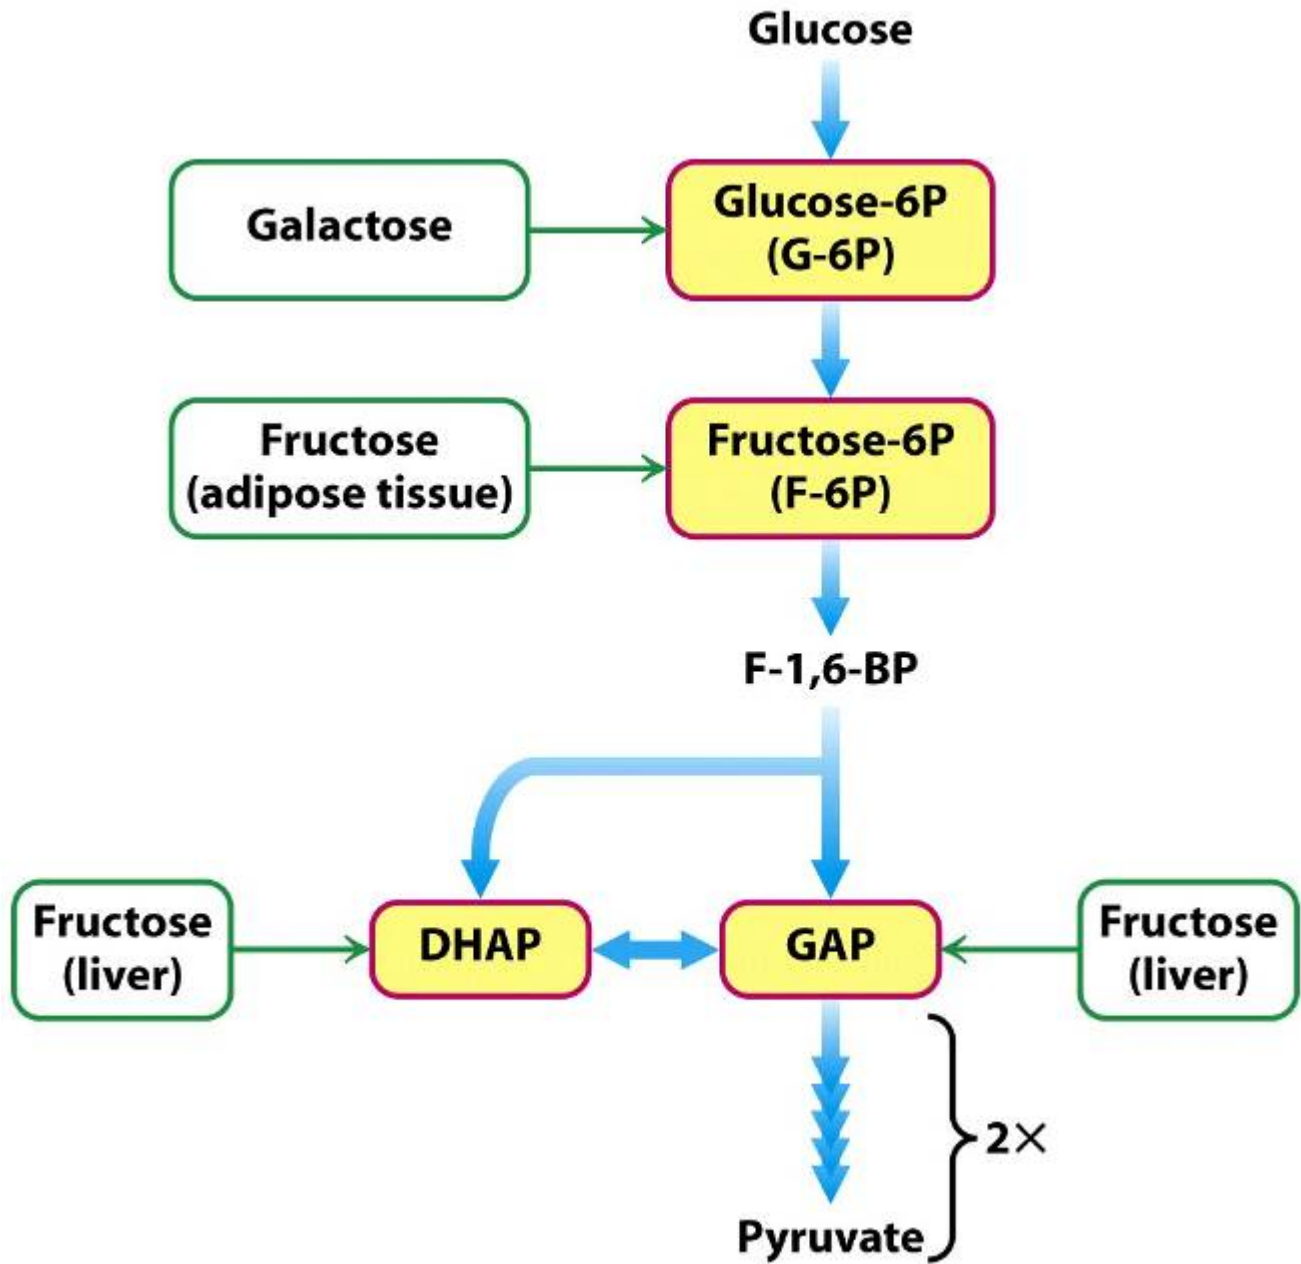 Glucose
Galactose
Glucose-6P
(G-6P)
Fructose
(adipose tissue)
Fructose-6P
(F-6P)
F-1,6-BP
Fructose
(liver)
DHAP
GAP
Fructose
(liver)
2×
Pyruvate